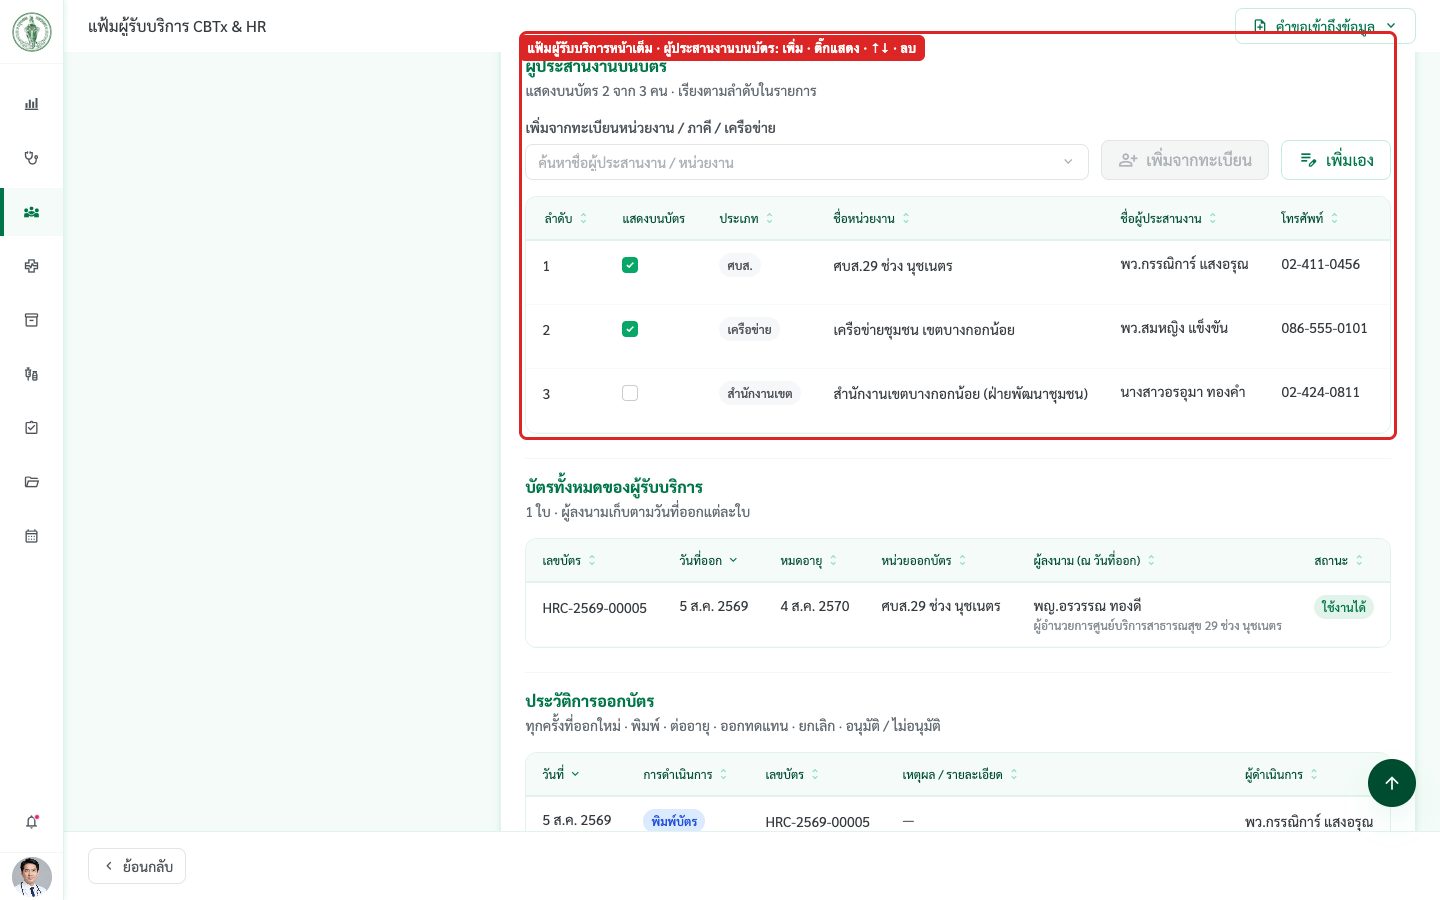 แฟ้มผู้รับบริการ CBTx & HR
คำขอเข้าถึงข้อมูล
แฟ้มผู้รับบริการหน้าเต็ม · ผู้ประสานงานบนบัตร: เพิ่ม · ติ๊กแสดง · ↑↓ · ลบ
ผู้ประสานงานบนบัตร
แสดงบนบัตร 2 จาก 3 คน · เรียงตามลำดับในรายการ
เพิ่มจากทะเบียนหน่วยงาน / ภาคี / เครือข่าย
ค้นหาชื่อผู้ประสานงาน / หน่วยงาน
เพิ่มจากทะเบียน
เพิ่มเอง
ลำดับ แสดงบนบัตร ประเภท ชื่อหน่วยงาน ชื่อผู้ประสานงาน โทรศัพท์
1 ศบส. ศบส.29 ช่วง นุชเนตร พว.กรรณิการ์ แสงอรุณ 02-411-0456
2 เครือข่าย เครือข่ายชุมชน เขตบางกอกน้อย พว.สมหญิง แข็งขัน 086-555-0101
3 สำนักงานเขต สำนักงานเขตบางกอกน้อย (ฝ่ายพัฒนาชุมชน) นางสาวอรอุมา ทองคำ 02-424-0811
บัตรทั้งหมดของผู้รับบริการ
1 ใบ · ผู้ลงนามเก็บตามวันที่ออกแต่ละใบ
เลขบัตร วันที่ออก หมดอายุ หน่วยออกบัตร ผู้ลงนาม (ณ วันที่ออก) สถานะ
HRC-2569-00005 5 ส.ค. 2569 4 ส.ค. 2570 ศบส.29 ช่วง นุชเนตร พญ.อรวรรณ ทองดี ใช้งานได้
ผู้อำนวยการศูนย์บริการสาธารณสุข 29 ช่วง นุชเนตร
ประวัติการออกบัตร
ทุกครั้งที่ออกใหม่ · พิมพ์ · ต่ออายุ · ออกทดแทน · ยกเลิก · อนุมัติ / ไม่อนุมัติ
วันที่ การดำเนินการ เลขบัตร เหตุผล / รายละเอียด ผู้ดำเนินการ
5 ส.ค. 2569 พิมพ์บัตร HRC-2569-00005 — พว.กรรณิการ์ แสงอรุณ
ย้อนกลับ